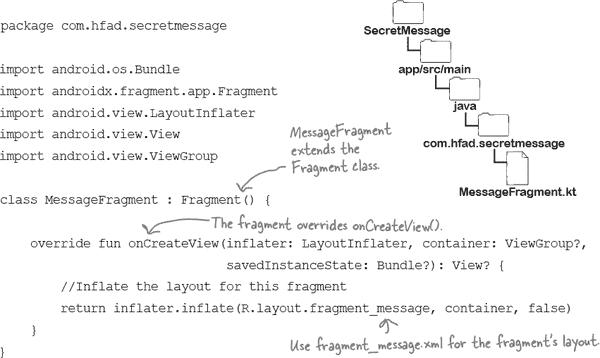 package com.hfad.secretmessage
SecretMessage
import android.os.Bundle
app/src/main
import androidx.fragment.app.Fragment
java
import android.view.LayoutInflater
import android.view.View
com.hfad.secretmessage
import android.view.ViewGroup
MessageFragment
extends the
Fragment class.
MessageFragment.kt
class MessageFragment : Fragment() {
The fragment overrides onCreateView().
override fun onCreateView(inflater: LayoutInflater, container: ViewGroup?,
savedInstanceState: Bundle?): View? {
//Inflate the layout for this fragment
return inflater.inflate(R.layout.fragment_message, container, false)
}
Use fragment_message.xml for the fragment's layout.
}